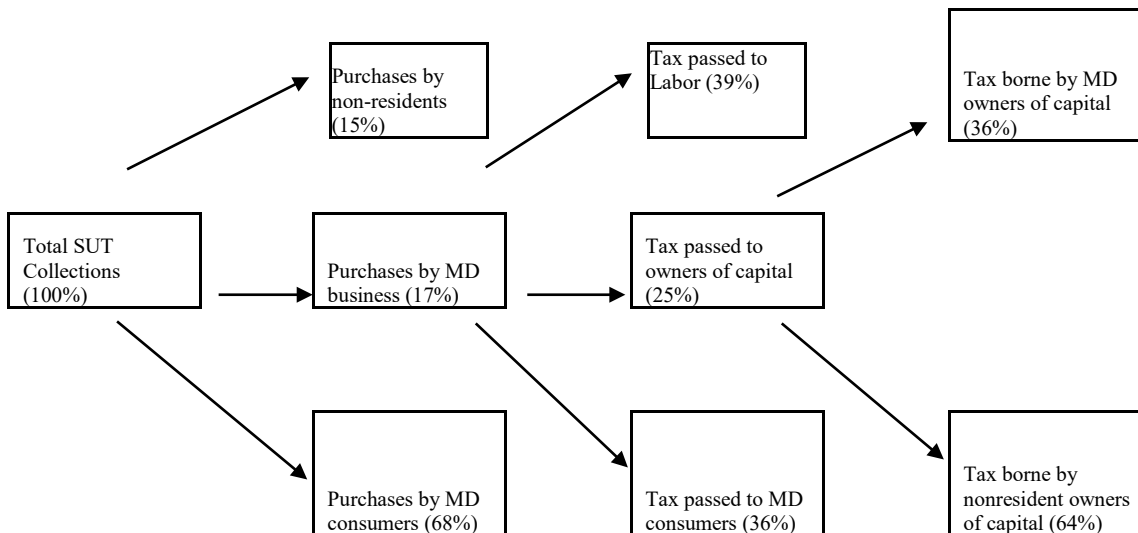 Purchases by
non-residents
(15%)
Tax passed to
Labor (39%)
Tax borne by MD
owners of capital
(36%)
Total SUT
Collections
(100%)
Purchases by MD
business (17%)
Tax passed to
owners of capital
(25%)
Purchases by MD
consumers (68%)
Tax passed to MD
consumers (36%)
Tax borne by
nonresident owners
of capital (64%)